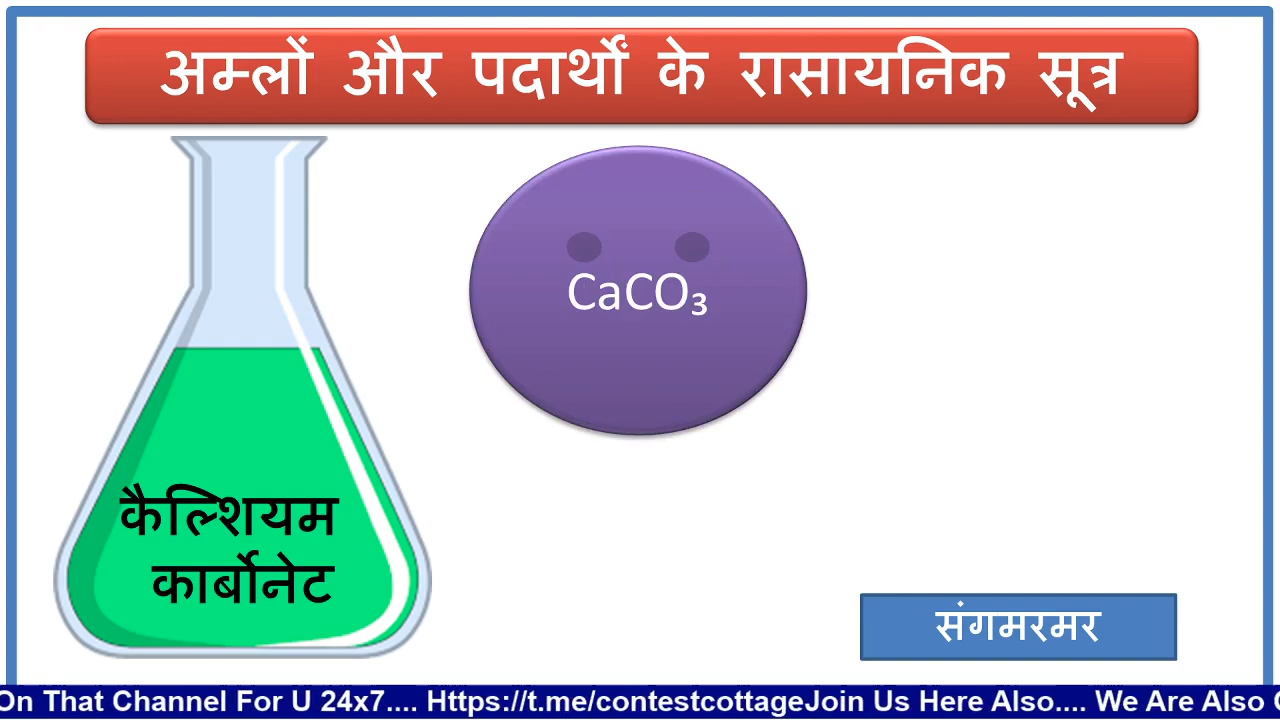 अम्लों और पदार्थों के रासायनिक सूत्र
CaCO₃
कैल्शियम
कार्बोनेट
संगमरमर
On That Channel For U 24x7.... Https://t.me/contestcottageJoin Us Here Also.... We Are Also